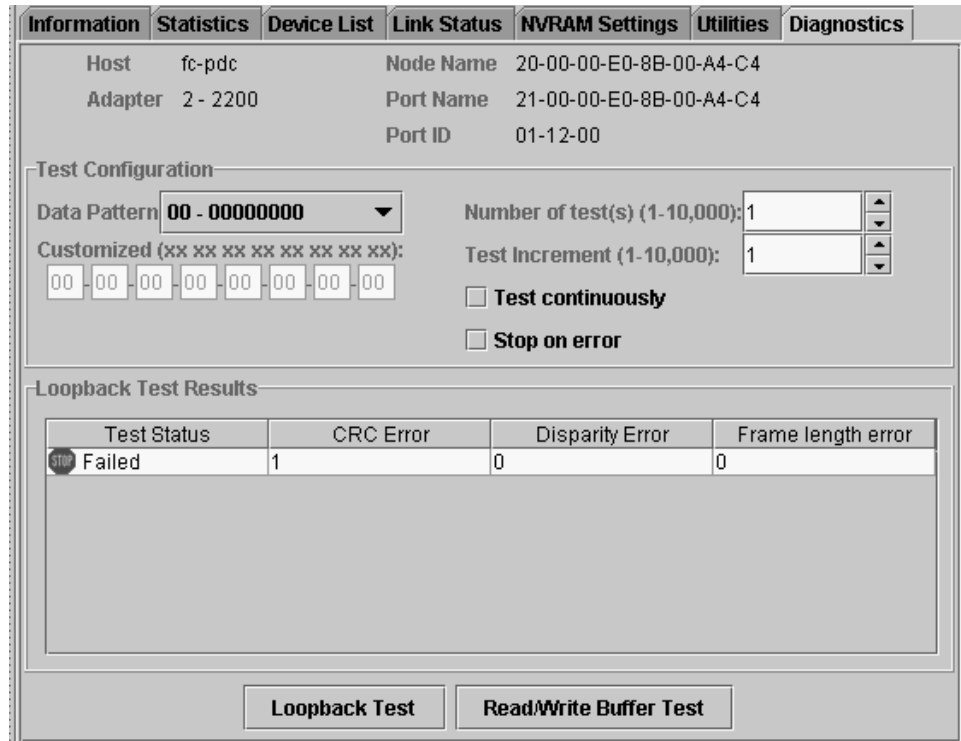 Information Statistics Device List Link Status NVRAM Settings Utilities Diagnostics
Host fc-pdc Node Name 20-00-00-E0-8B-00-A4-C4
Adapter 2 - 2200 Port Name 21-00-00-E0-8B-00-A4-C4
Port ID 01-12-00
Test Configuration
Data Pattern 00 - 00000000 Number of test(s) (1-10,000): 1
Customized (xx xx xx xx xx xx xx xx): Test Increment (1-10,000): 1
00 -00 -00 -00 -00 -00 -00 -00
Test continuously
Stop on error
Loopback Test Results
Test Status CRC Error Disparity Error Frame length error
STOP Failed 1 0 0
Loopback Test Read/Write Buffer Test